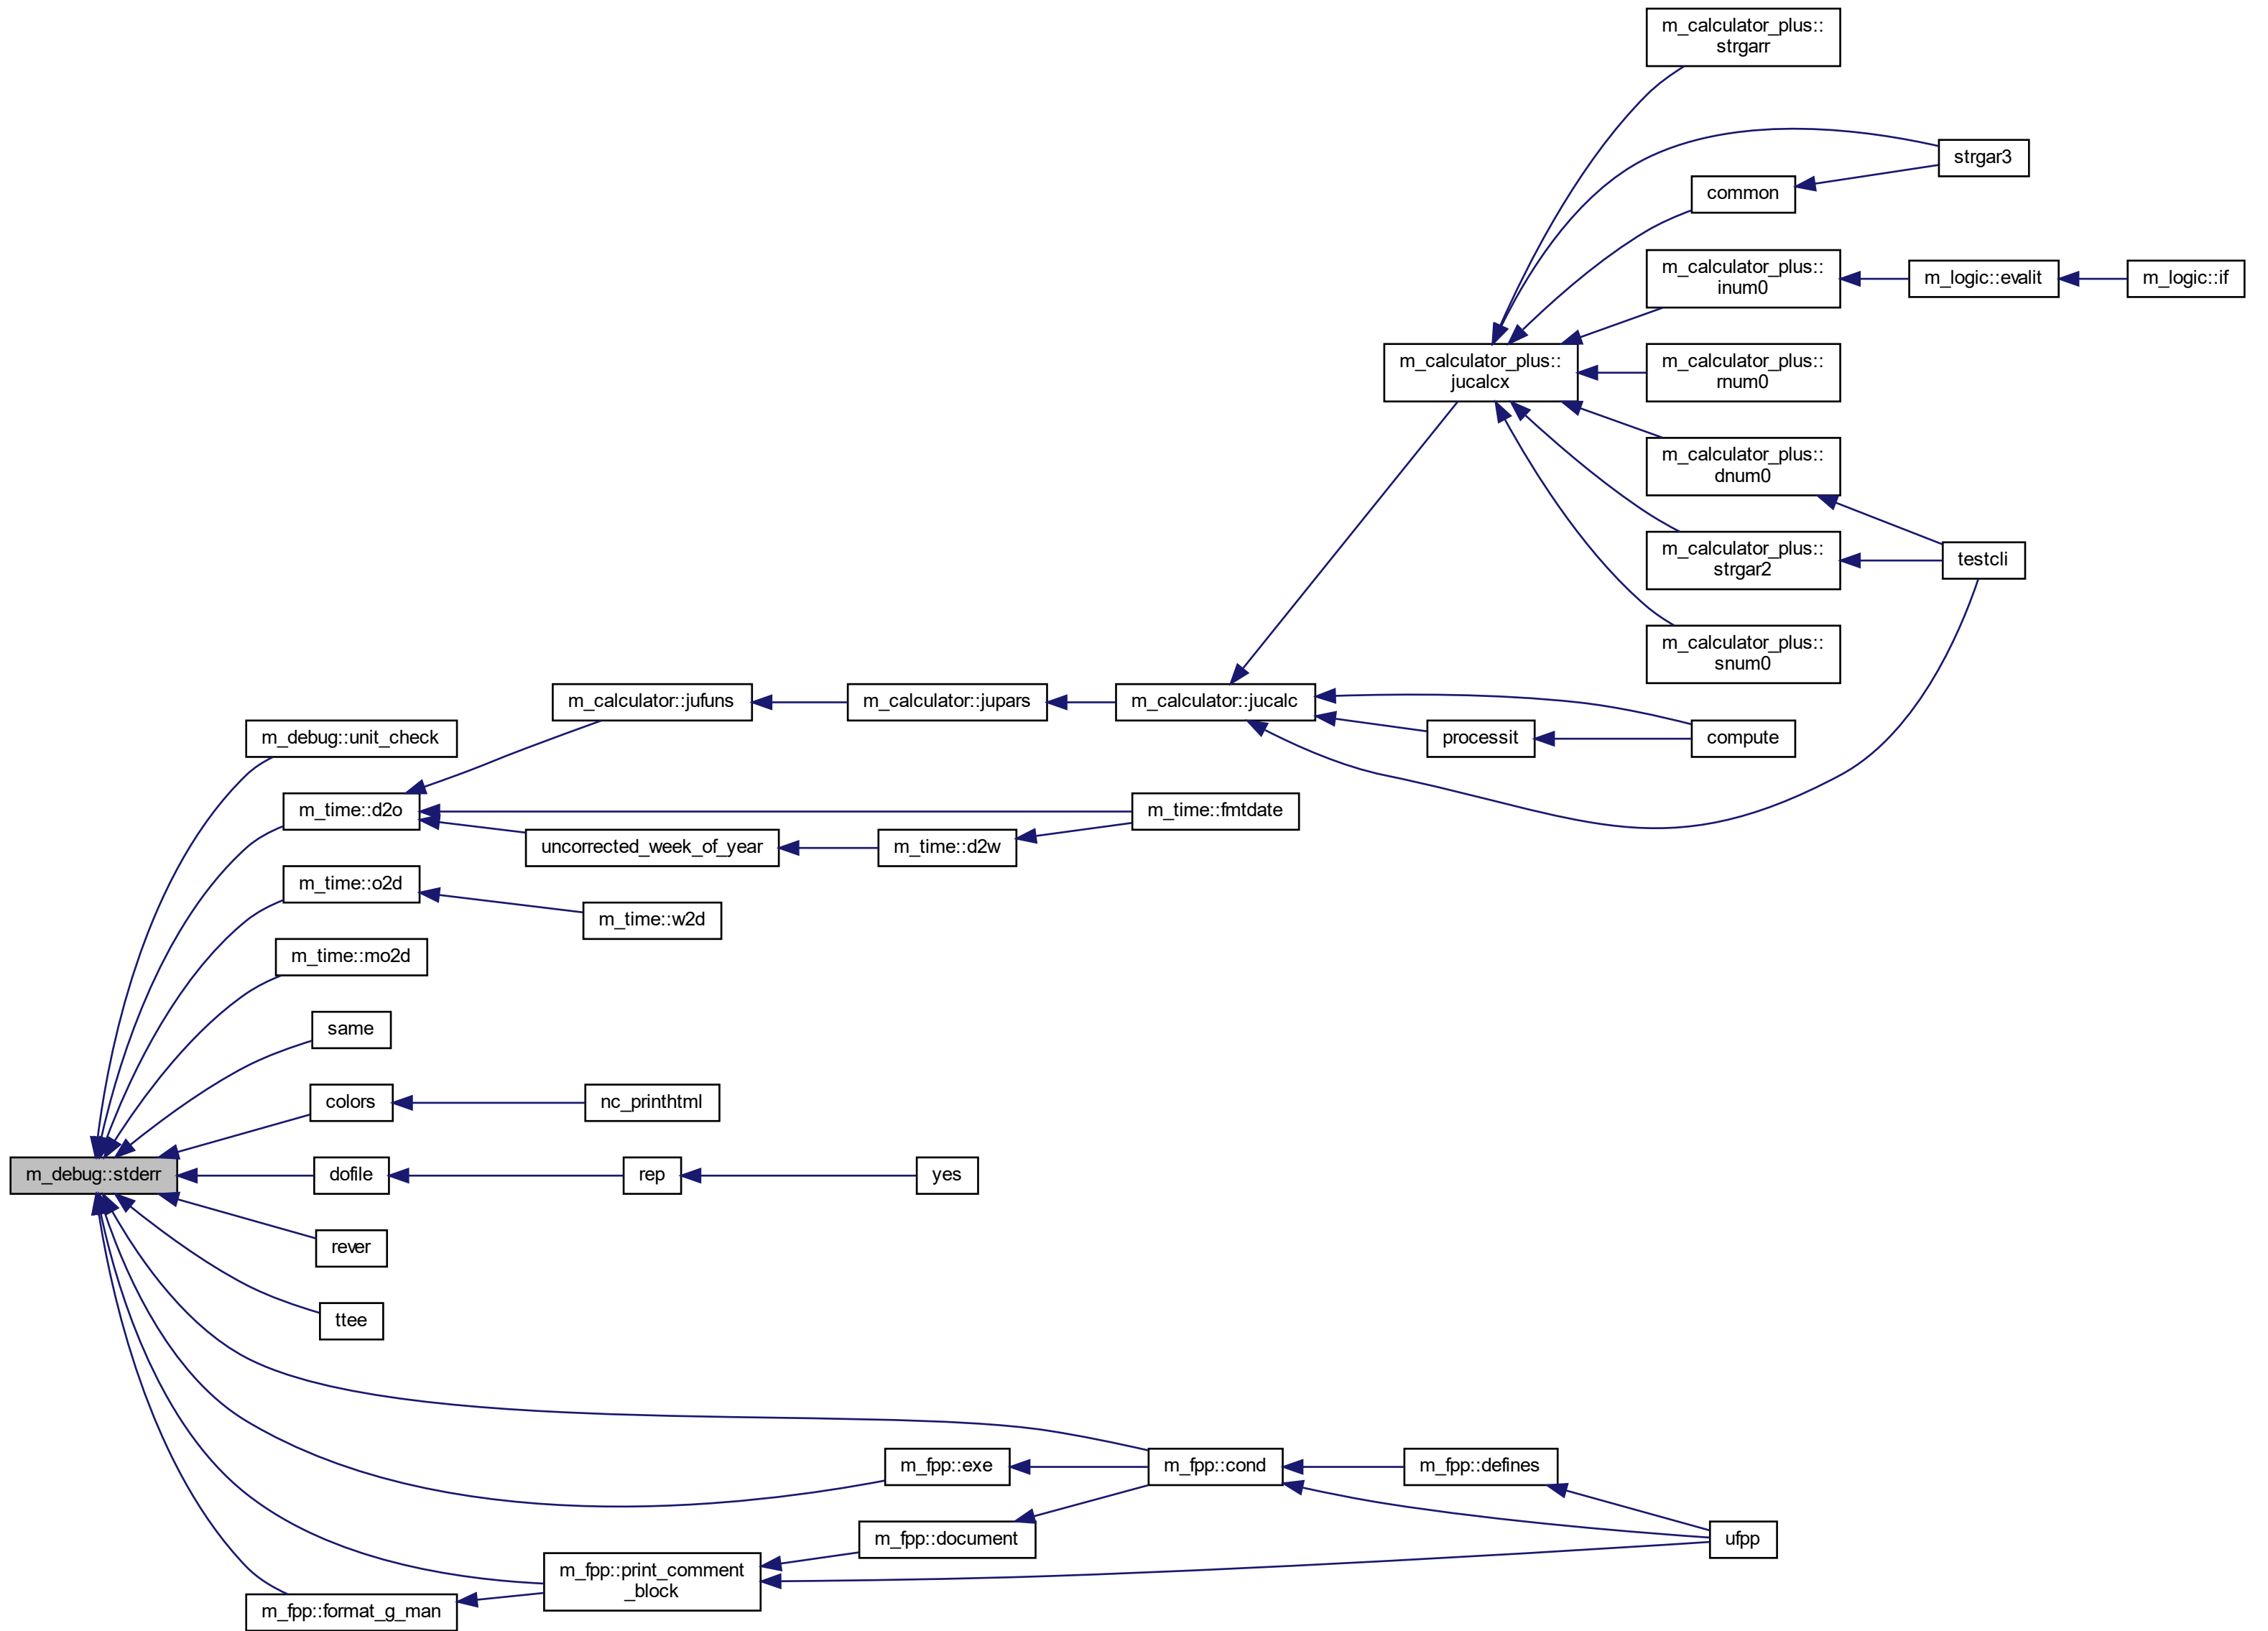 m_calculator_plus::
strgarr
strgar3
common
m_calculator_plus::
inum0
m_logic::evalit
m_logic::if
m_calculator_plus::
jucalcx
m_calculator_plus::
rnum0
m_calculator_plus::
dnum0
m_calculator_plus::
strgar2
testcli
m_calculator_plus::
snum0
m_calculator::jufuns
m_calculator::jupars
m_calculator::jucalc
m_debug::unit_check
processit
compute
m_time::d2o
m_time::fmtdate
uncorrected_week_of_year
m_time::d2w
m_time::o2d
m_time::w2d
m_time::mo2d
same
colors
nc_printhtml
m_debug::stderr
dofile
rep
yes
rever
ttee
m_fpp::exe
m_fpp::cond
m_fpp::defines
m_fpp::document
ufpp
m_fpp::print_comment
_block
m_fpp::format_g_man